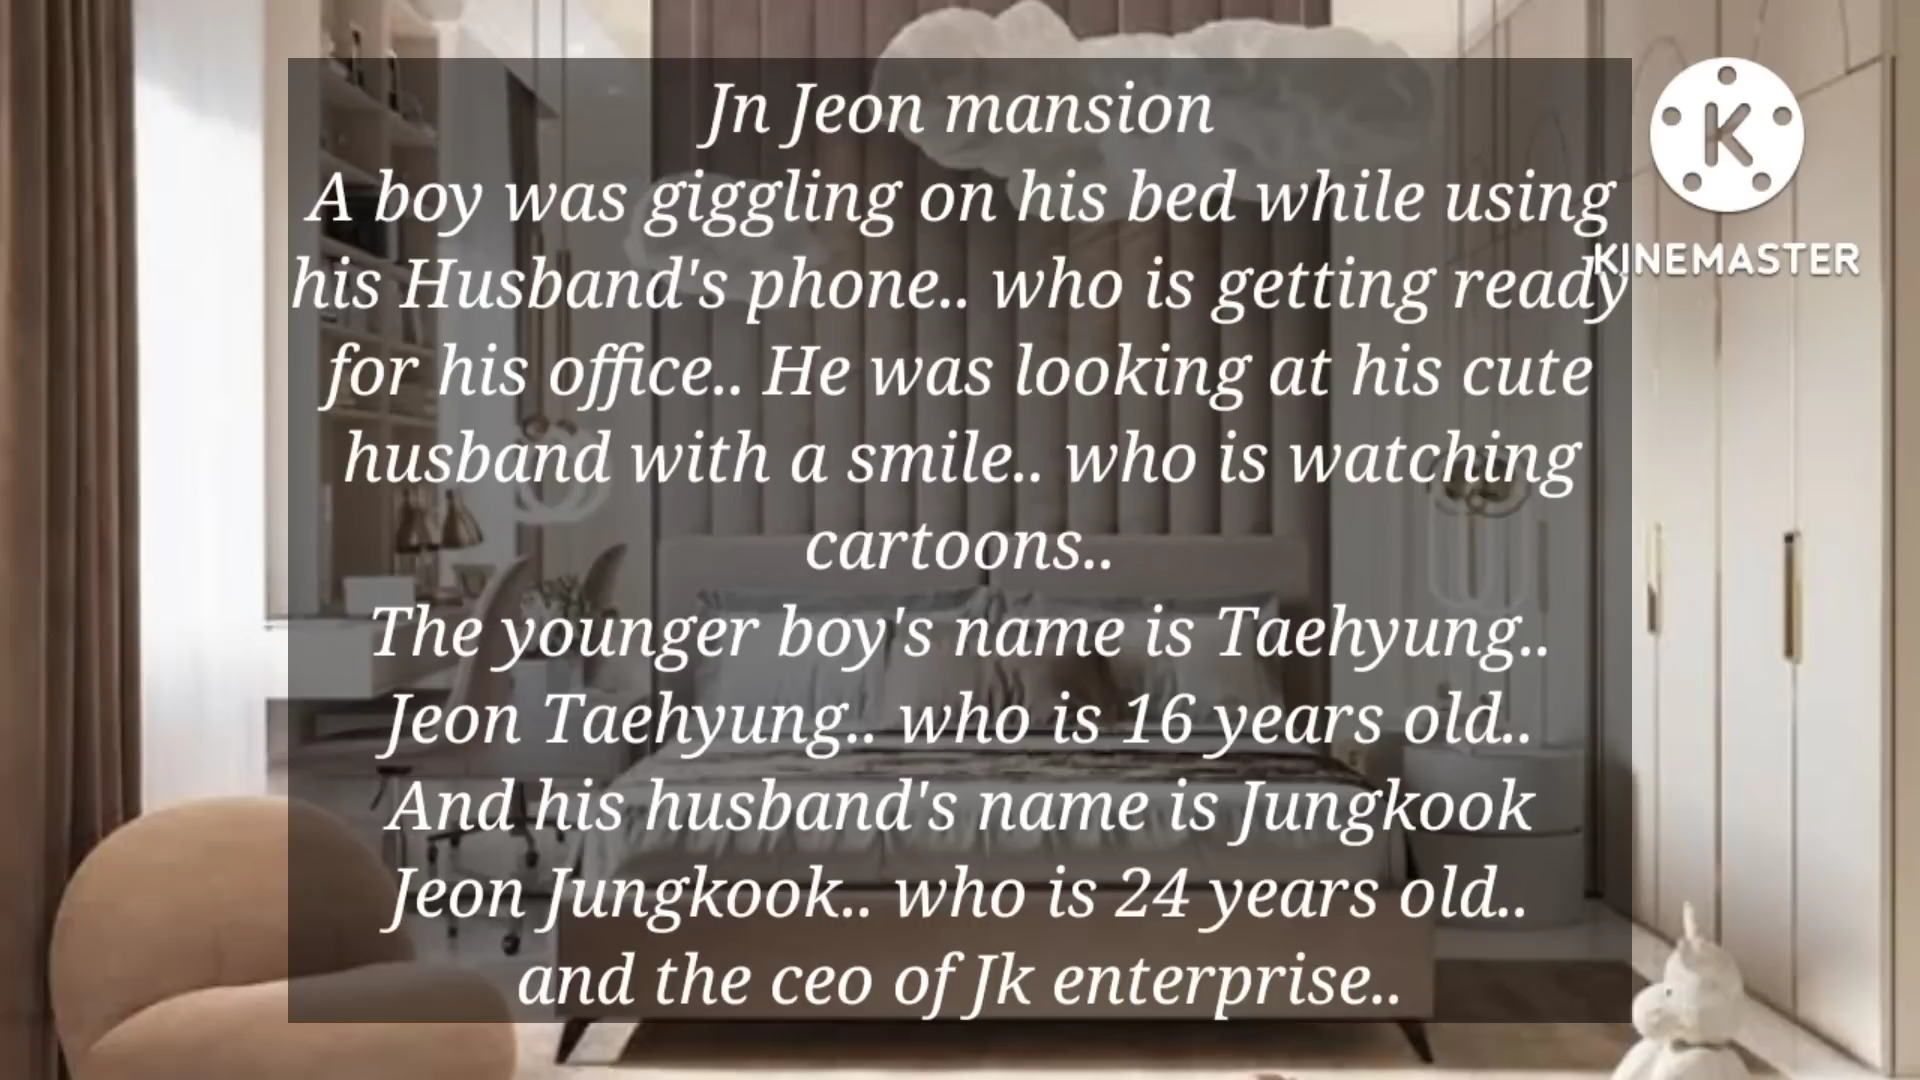 Jn Jeon mansion
A boy was giggling on his bed while using
his Husband's phone.. who is getting ready
for his office.. He was looking at his cute
husband with a smile.. who is watching
cartoons..
The younger boy's name is Taehyung..
Jeon Taehyung.. who is 16 years old..
And his husband's name is Jungkook
Jeon Jungkook.. who is 24 years old..
and the ceo of Jk enterprise..
K
KINEMASTER